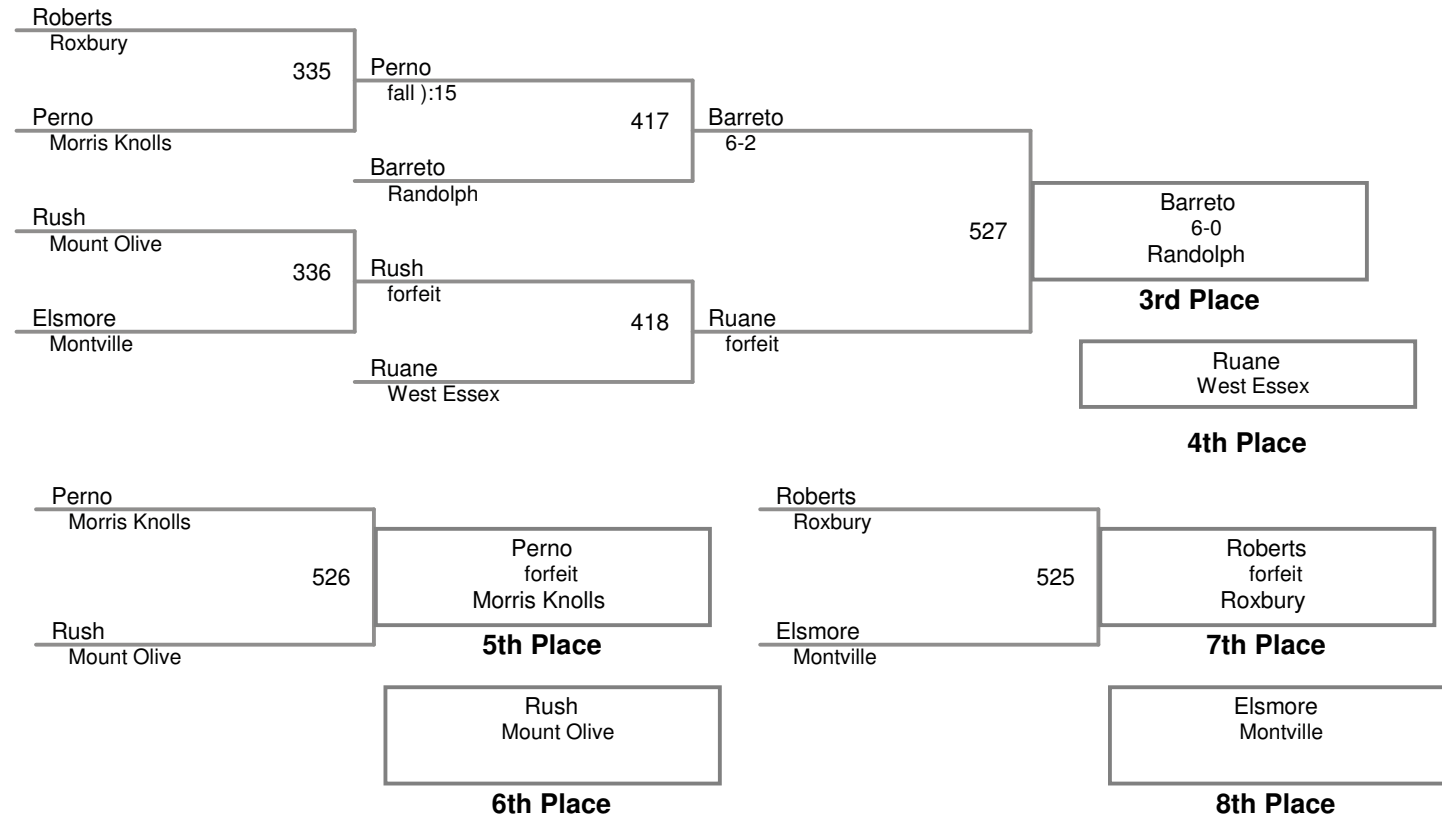 Roberts
Roxbury
335
Perno
fall ):15
Perno
Morris Knolls
417
Barreto
6-2
Barreto
Randolph
Rush
Mount Olive
527
Barreto
6-0
Randolph
3rd Place
336
Rush
forfeit
Elsmore
Montville
418
Ruane
forfeit
Ruane
West Essex
Ruane
West Essex
4th Place
Perno
Morris Knolls
526
Perno
forfeit
Morris Knolls
5th Place
Rush
Mount Olive
Rush
Mount Olive
6th Place
Roberts
Roxbury
525
Roberts
forfeit
Roxbury
7th Place
Elsmore
Montville
Elsmore
Montville
8th Place